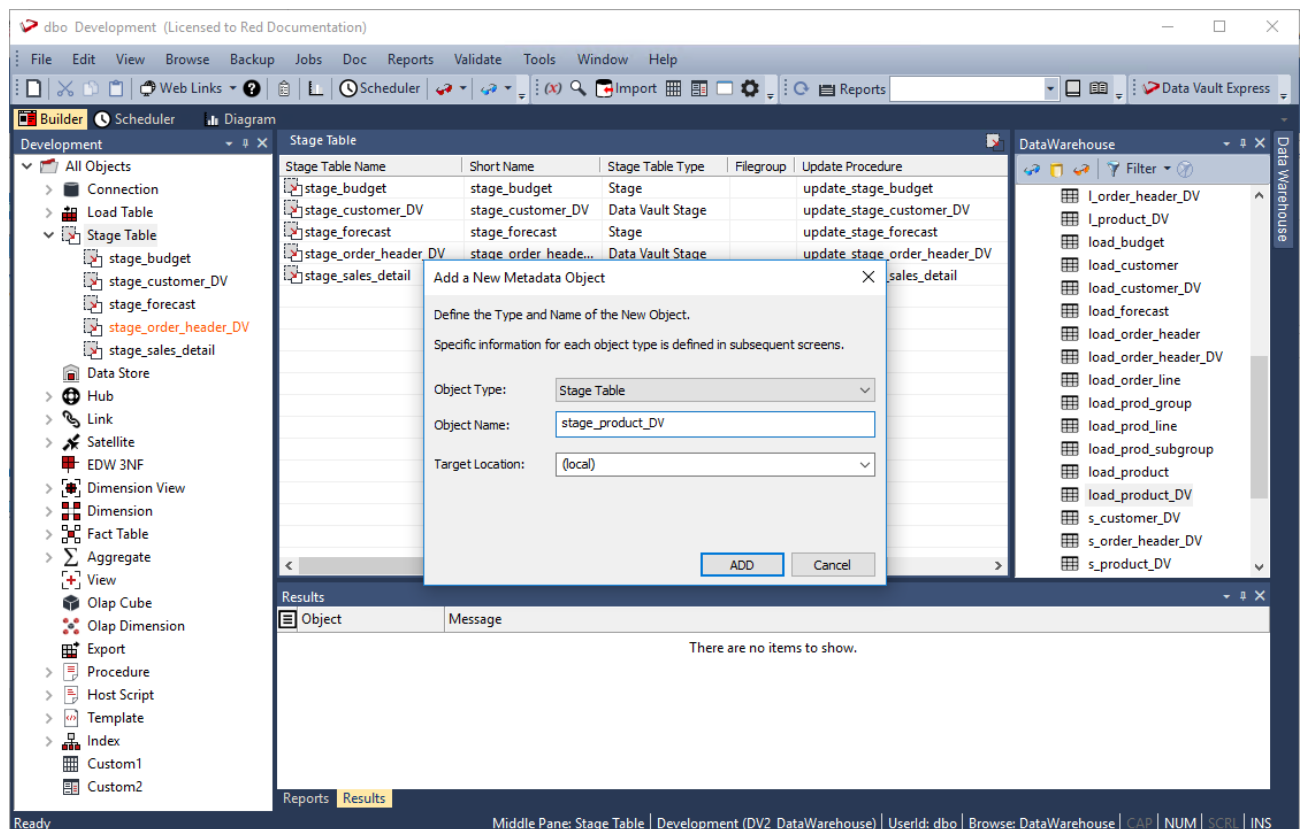 dbo Development (Licensed to Red Documentation)
File Edit View Browse Backup Jobs Doc Reports Validate Tools Window Help
Web Links Scheduler (x) Import Reports Data Vault Express
Builder Scheduler Diagram
Development
All Objects
Connection
Load Table
Stage Table
stage_budget
stage_customer_DV
stage_forecast
stage_order_header_DV
stage_sales_detail
Data Store
Hub
Link
Satellite
EDW 3NF
Dimension View
Dimension
Fact Table
Aggregate
View
Olap Cube
Olap Dimension
Export
Procedure
Host Script
Template
Index
Custom1
Custom2
Stage Table
Stage Table Name Short Name Stage Table Type Filegroup Update Procedure
stage_budget stage_budget Stage update_stage_budget
stage_customer_DV stage_customer_DV Data Vault Stage update_stage_customer_DV
stage_forecast stage_forecast Stage update_stage_forecast
stage_order_header_DV stage_order_heade... Data Vault Stage update_stage_order_header_DV
stage_sales_detail sales_detail
Add a New Metadata Object
Define the Type and Name of the New Object.
Specific information for each object type is defined in subsequent screens.
Object Type: Stage Table
Object Name: stage_product_DV
Target Location: (local)
ADD Cancel
DataWarehouse
Filter
l_order_header_DV
l_product_DV
load_budget
load_customer
load_customer_DV
load_forecast
load_order_header
load_order_header_DV
load_order_line
load_prod_group
load_prod_line
load_prod_subgroup
load_product
load_product_DV
s_customer_DV
s_order_header_DV
s_product_DV
Data Warehouse
Results
Object Message
There are no items to show.
Reports Results
Ready Middle Pane: Stage Table Development (DV2_DataWarehouse) UserId: dbo Browse: DataWarehouse CAP NUM SCRL INS